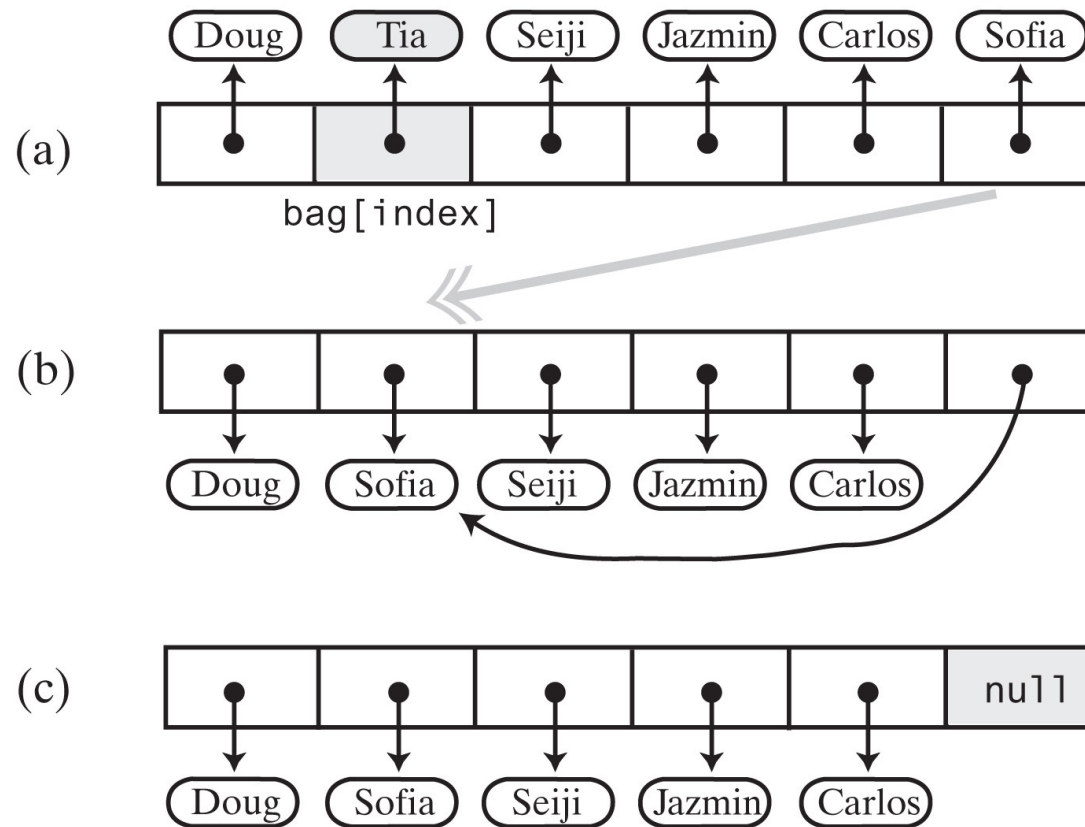 Doug Tia Seiji Jazmin Carlos Sofia
(a)
bag[index]
(b)
Doug Sofia Seiji Jazmin Carlos
(c) null
Doug Sofia Seiji Jazmin Carlos